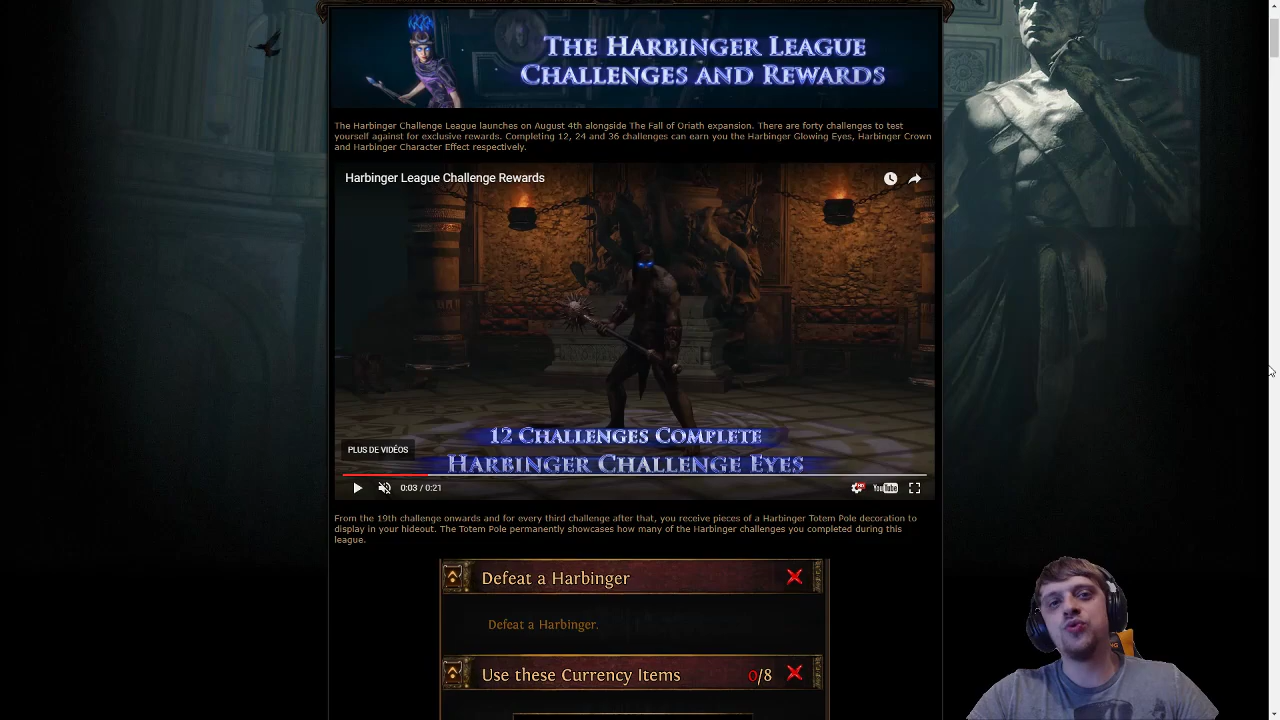 THE HARBINGER LEAGUE
CHALLENGES AND REWARDS
The Harbinger Challenge League launches on August 4th alongside The Fall of Oriath expansion. There are forty challenges to test
yourself against for exclusive rewards. Completing 12, 24 and 36 challenges can earn you the Harbinger Glowing Eyes, Harbinger Crown
and Harbinger Character Effect respectively.
Harbinger League Challenge Rewards
12 CHALLENGES COMPLETE
PLUS DE VIDÉOS
HARBINGER CHALLENGE EYES
0:03 / 0:21
HD
YouTube
From the 19th challenge onwards and for every third challenge after that, you receive pieces of a Harbinger Totem Pole decoration to
display in your hideout. The Totem Pole permanently showcases how many of the Harbinger challenges you completed during this
league.
Defeat a Harbinger
Defeat a Harbinger.
Use these Currency Items 0/8